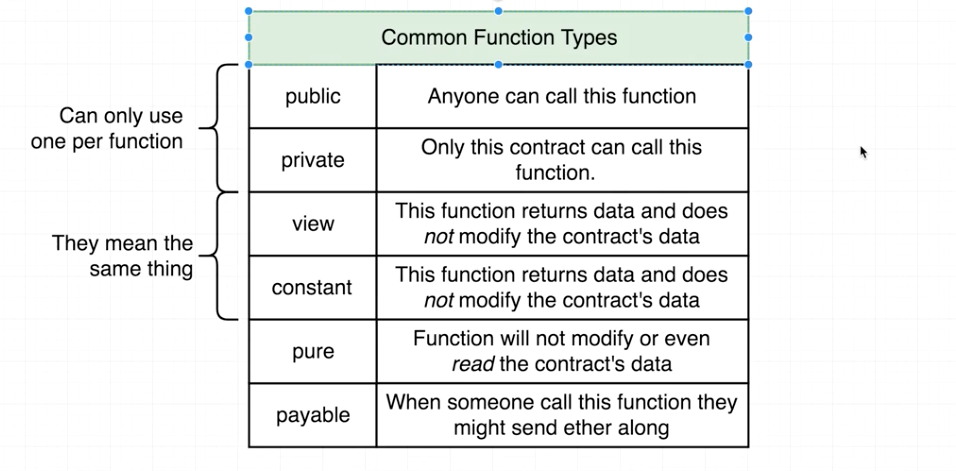 Common Function Types
Can only use
one per function
public
Anyone can call this function
private
Only this contract can call this
function.
They mean the
same thing
view
This function returns data and does
not modify the contract's data
constant
This function returns data and does
not modify the contract's data
pure
Function will not modify or even
read the contract's data
payable
When someone call this function they
might send ether along